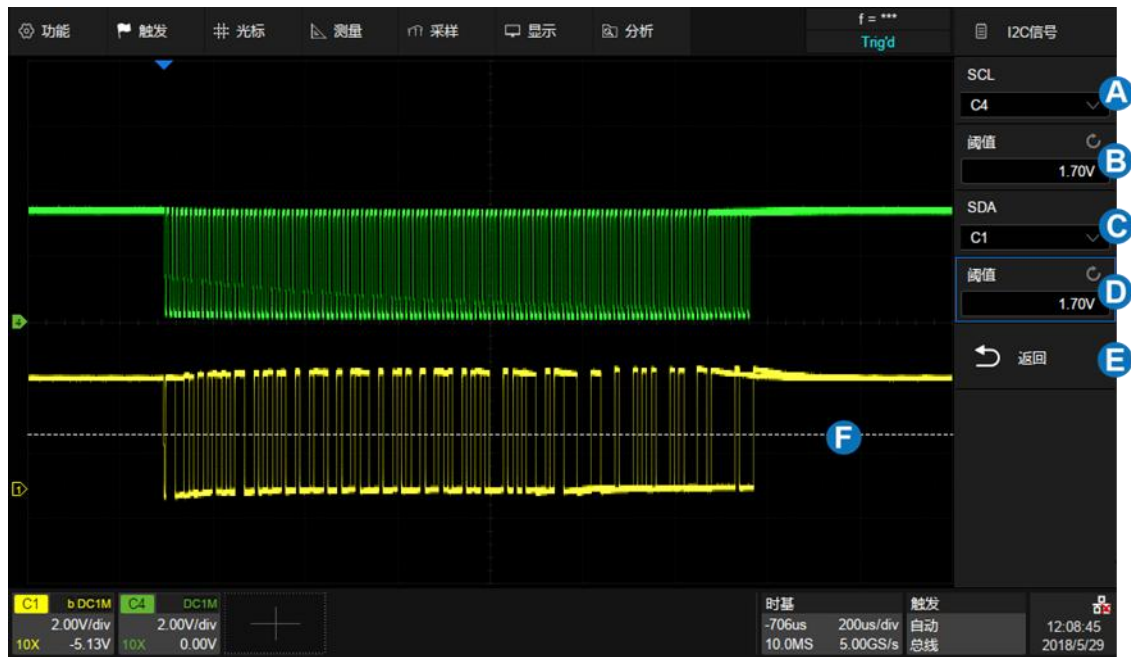 功能 触发 光标 测量 采样 显示 分析
f = ***
Trig'd
I2C信号
SCL
C4
A
阈值
1.70V
B
SDA
C1
C
阈值
1.70V
D
返回
E
F
4
1
C1 b DC1M
2.00V/div
10X -5.13V
C4 DC1M
2.00V/div
10X 0.00V
时基
-706us 200us/div
10.0MS 5.00GS/s
触发
自动
总线
12:08:45
2018/5/29